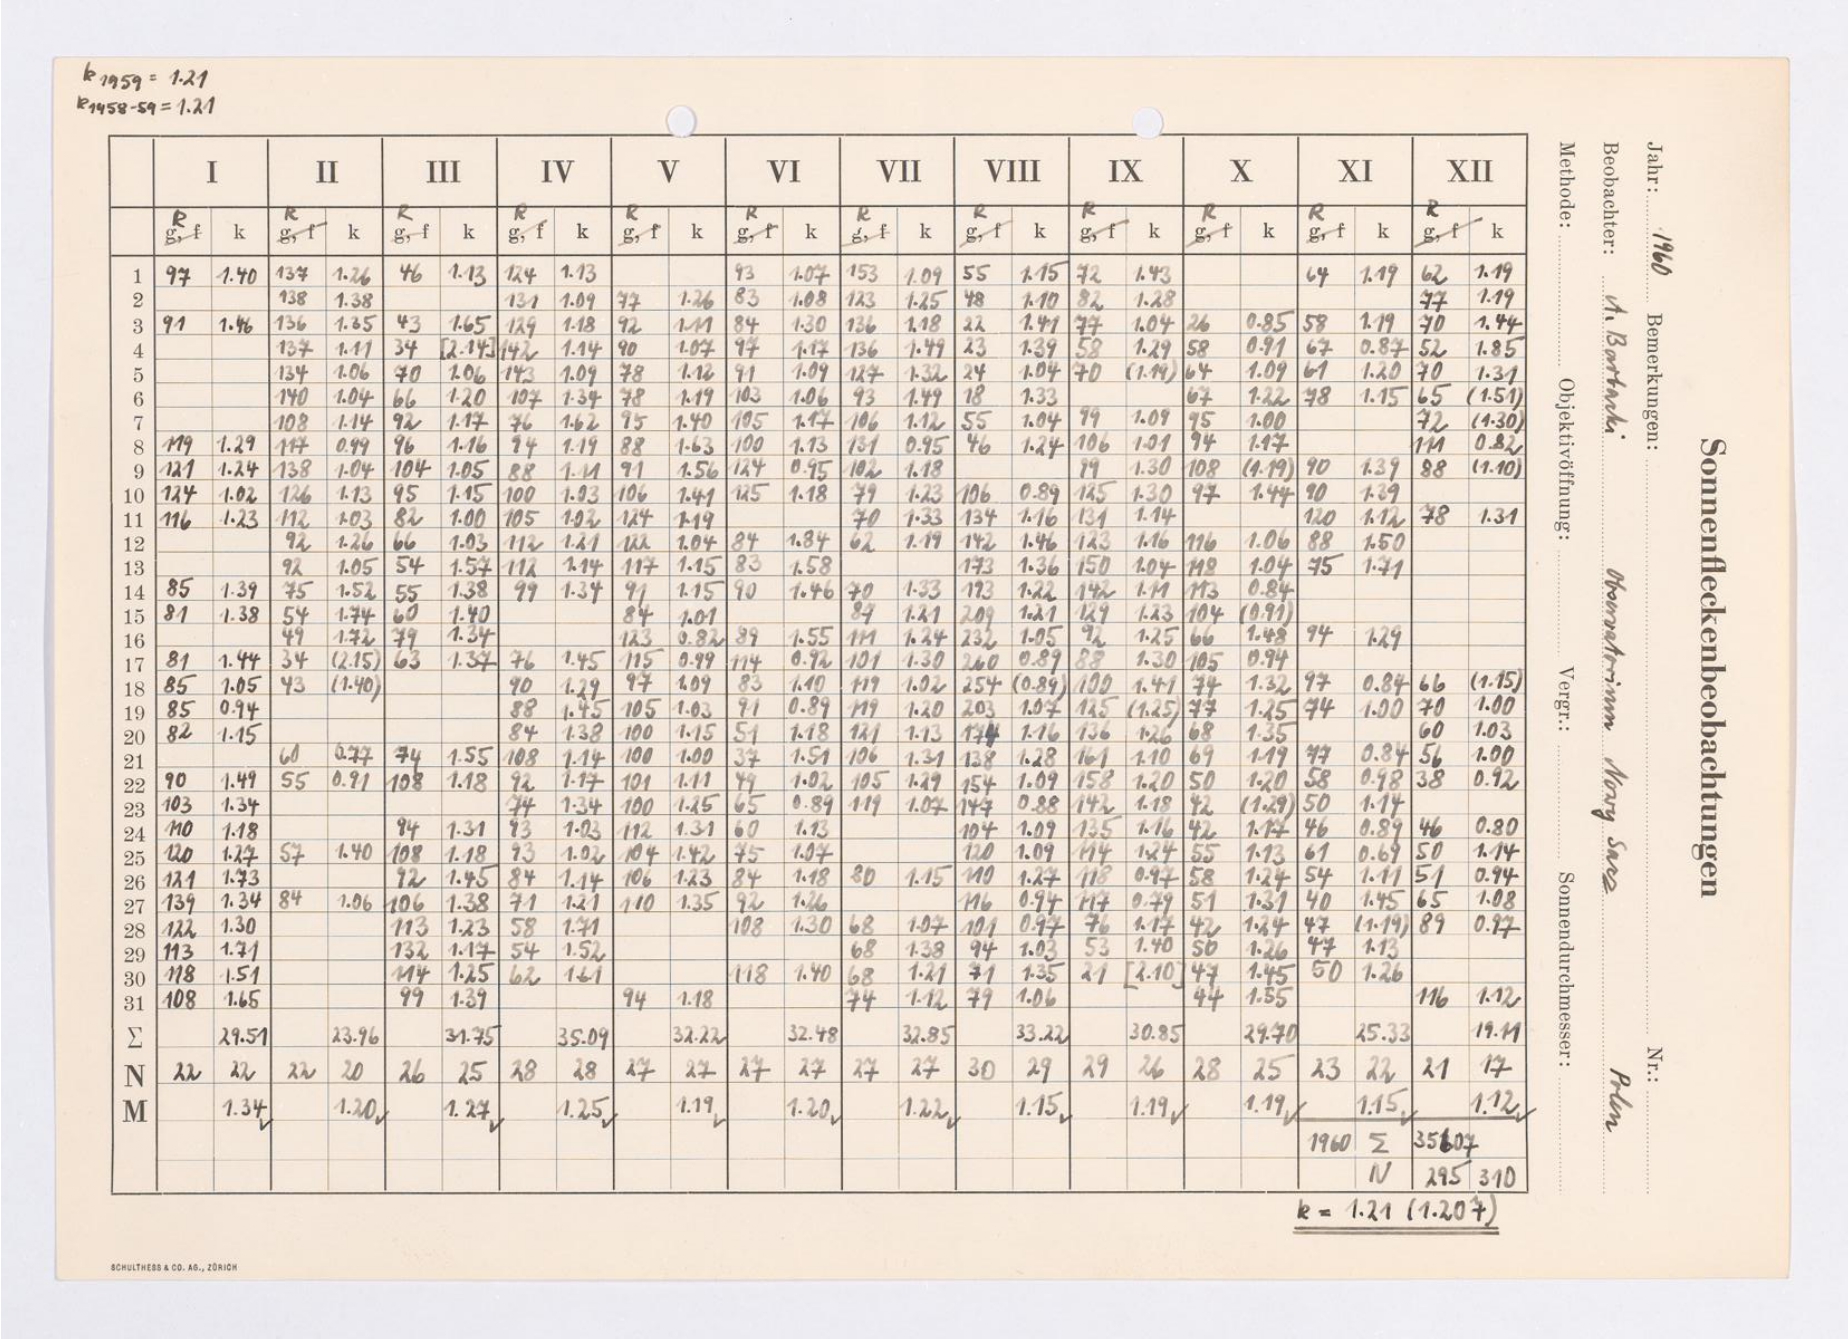 k 1959 = 1.21
k 1958-59 = 1.21
I II III IV V VI VII VIII IX X XI XII
R R R R R R R R R R R R
g, f k g, f k g, f k g, f k g, f k g, f k g, f k g, f k g, f k g, f k g, f k g, f k
1 97 1.40 137 1.26 46 1.13 124 1.13 93 1.07 153 1.09 55 1.15 72 1.43 64 1.19 62 1.19
2 138 1.38 131 1.09 77 1.26 83 1.08 123 1.25 48 1.10 82 1.28 77 1.19
3 91 1.46 136 1.35 43 1.65 129 1.18 92 1.11 84 1.30 136 1.18 22 1.41 77 1.04 26 0.85 58 1.19 70 1.44
4 137 1.11 34 [2.14] 142 1.14 90 1.07 97 1.17 136 1.49 23 1.39 58 1.29 58 0.91 67 0.87 52 1.85
5 134 1.06 70 1.06 143 1.09 78 1.12 91 1.09 127 1.32 24 1.04 70 (1.19) 64 1.09 61 1.20 70 1.31
6 140 1.04 66 1.20 107 1.34 78 1.19 103 1.06 93 1.49 18 1.33 67 1.22 78 1.15 65 (1.51)
7 108 1.14 92 1.17 76 1.62 95 1.40 105 1.17 106 1.12 55 1.04 99 1.09 95 1.00 72 (1.30)
8 119 1.29 117 0.99 96 1.16 94 1.19 88 1.63 100 1.13 131 0.95 46 1.24 106 1.01 94 1.17 111 0.82
9 121 1.24 138 1.04 104 1.05 88 1.11 91 1.56 124 0.95 102 1.18 99 1.30 108 (1.19) 90 1.39 88 (1.10)
10 124 1.02 126 1.13 95 1.15 100 1.03 106 1.41 125 1.18 79 1.23 106 0.89 125 1.30 97 1.44 90 1.39
11 116 1.23 112 1.03 82 1.00 105 1.02 124 1.19 70 1.33 134 1.16 131 1.14 120 1.12 78 1.31
12 92 1.26 66 1.03 112 1.21 122 1.04 84 1.84 62 1.19 142 1.46 123 1.16 116 1.06 88 1.50
13 92 1.05 54 1.57 112 1.14 117 1.15 83 1.58 173 1.36 150 1.04 118 1.04 75 1.71
14 85 1.39 75 1.52 55 1.38 99 1.34 91 1.15 90 1.46 70 1.33 193 1.22 142 1.11 113 0.84
15 81 1.38 54 1.74 60 1.40 84 1.01 89 1.21 209 1.21 129 1.23 104 (0.91)
16 49 1.72 79 1.34 123 0.82 89 1.55 111 1.24 232 1.05 92 1.25 66 1.48 94 1.29
17 81 1.44 34 (2.15) 63 1.37 76 1.45 115 0.99 114 0.92 101 1.30 260 0.89 88 1.30 105 0.94
18 85 1.05 43 (1.40) 90 1.29 97 1.09 83 1.10 119 1.02 254 (0.89) 100 1.41 74 1.32 97 0.84 66 (1.15)
19 85 0.94 88 1.45 105 1.03 91 0.89 119 1.20 203 1.07 125 (1.25) 77 1.25 74 1.00 70 1.00
20 82 1.15 84 1.38 100 1.15 51 1.18 121 1.13 174 1.16 136 1.26 68 1.35 60 1.03
21 60 0.77 74 1.55 108 1.14 100 1.00 37 1.51 106 1.31 138 1.28 161 1.10 69 1.19 77 0.84 56 1.00
22 90 1.49 55 0.91 108 1.18 92 1.17 101 1.11 49 1.02 105 1.29 154 1.09 158 1.20 50 1.20 58 0.98 38 0.92
23 103 1.34 74 1.34 100 1.25 65 0.89 119 1.07 147 0.88 142 1.18 42 (1.29) 50 1.14
24 110 1.18 94 1.31 93 1.03 112 1.31 60 1.13 104 1.09 135 1.16 42 1.17 46 0.89 46 0.80
25 120 1.27 57 1.40 108 1.18 93 1.02 104 1.42 75 1.07 120 1.09 114 1.24 55 1.13 61 0.69 50 1.14
26 121 1.73 92 1.45 84 1.14 106 1.23 84 1.18 80 1.15 110 1.27 118 0.97 58 1.24 54 1.11 51 0.94
27 139 1.34 84 1.06 106 1.38 71 1.21 110 1.35 92 1.26 116 0.94 117 0.79 51 1.31 40 1.45 65 1.08
28 122 1.30 113 1.23 58 1.71 108 1.30 68 1.07 101 0.97 76 1.17 42 1.24 47 (1.19) 89 0.97
29 113 1.71 132 1.17 54 1.52 68 1.38 94 1.03 53 1.40 50 1.26 47 1.13
30 118 1.51 114 1.25 62 1.61 118 1.40 68 1.21 71 1.35 21 [2.10] 47 1.45 50 1.26
31 108 1.65 99 1.39 94 1.18 74 1.12 79 1.06 44 1.55 116 1.12
Σ 29.51 23.96 31.75 35.09 32.22 32.48 32.85 33.22 30.85 29.70 25.33 19.11
N 22 22 22 20 26 25 28 28 27 27 27 27 27 27 30 29 29 26 28 25 23 22 21 17
M 1.34 1.20 1.27 1.25 1.19 1.20 1.22 1.15 1.19 1.19 1.15 1.12
1960 Σ 35607
N 295 310
k = 1.21 (1.207)
SCHULTHESS & CO. AG., ZÜRICH
Sonnenfleckenbeobachtungen
Jahr: 1960 Bemerkungen: Nr.:
Beobachter: A. Barbacki Observatorium Nowy Sacz Polen
Methode: Objektivöffnung: Vergr.: Sonnendurchmesser: